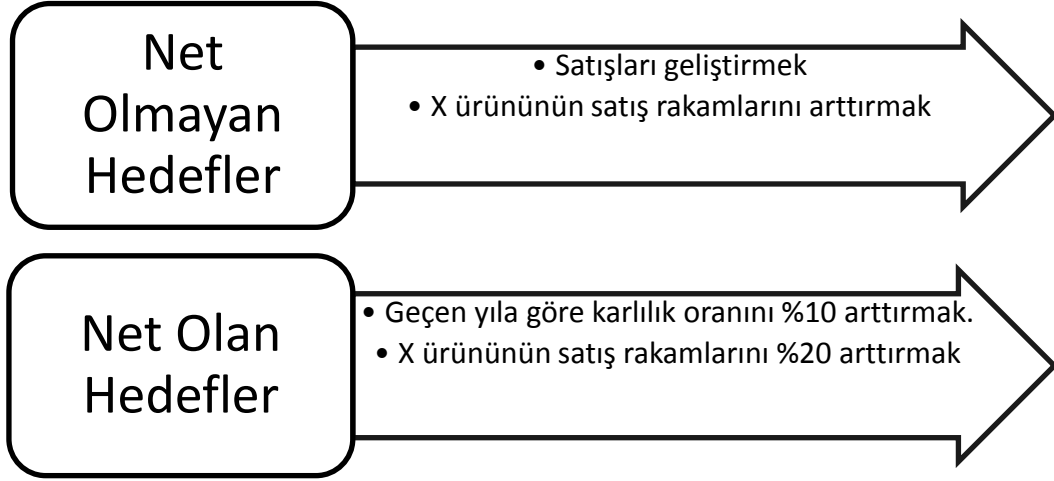 Net
Olmayan
Hedefler
• Satışları geliştirmek
• X ürününün satış rakamlarını arttırmak
Net Olan
Hedefler
• Geçen yıla göre karlılık oranını %10 arttırmak.
• X ürününün satış rakamlarını %20 arttırmak